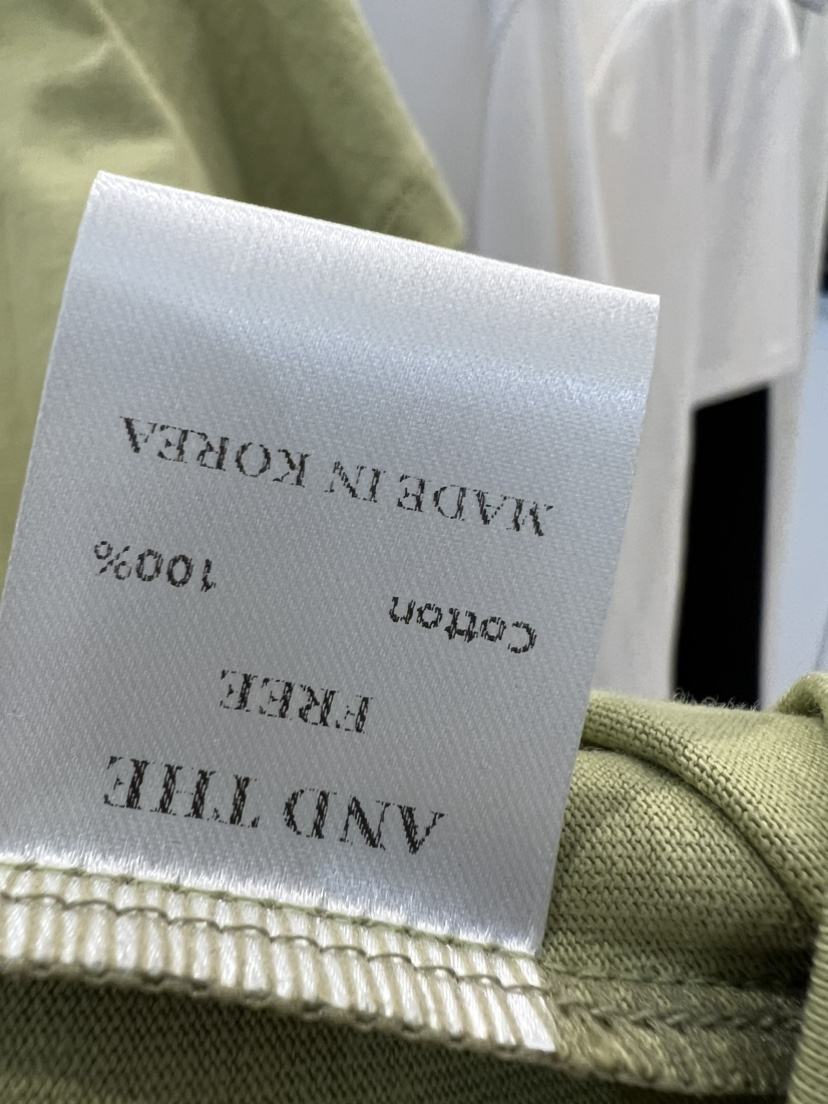 AND THE
FREE
Cotton 100%
MADE IN KOREA